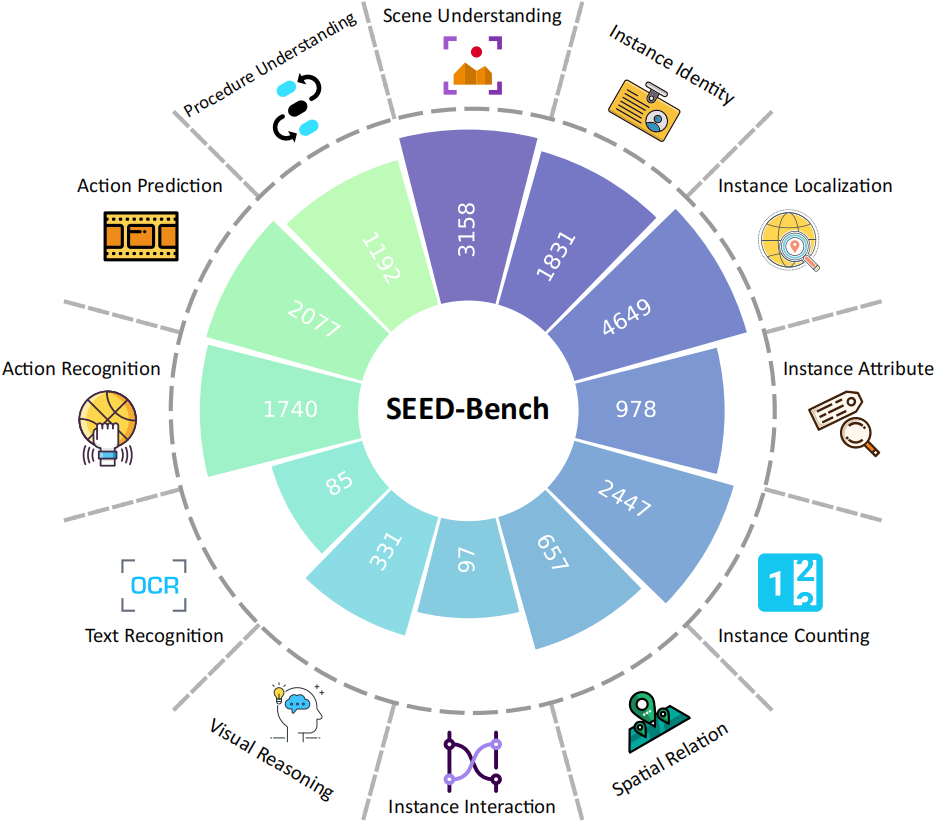 Scene Understanding
3158
Instance Identity
1831
Instance Localization
4649
Instance Attribute
978
Instance Counting
1 2
3
2447
Spatial Relation
657
Instance Interaction
97
Visual Reasoning
331
Text Recognition
OCR
85
Action Recognition
1740
Action Prediction
2077
Procedure Understanding
1192
SEED-Bench